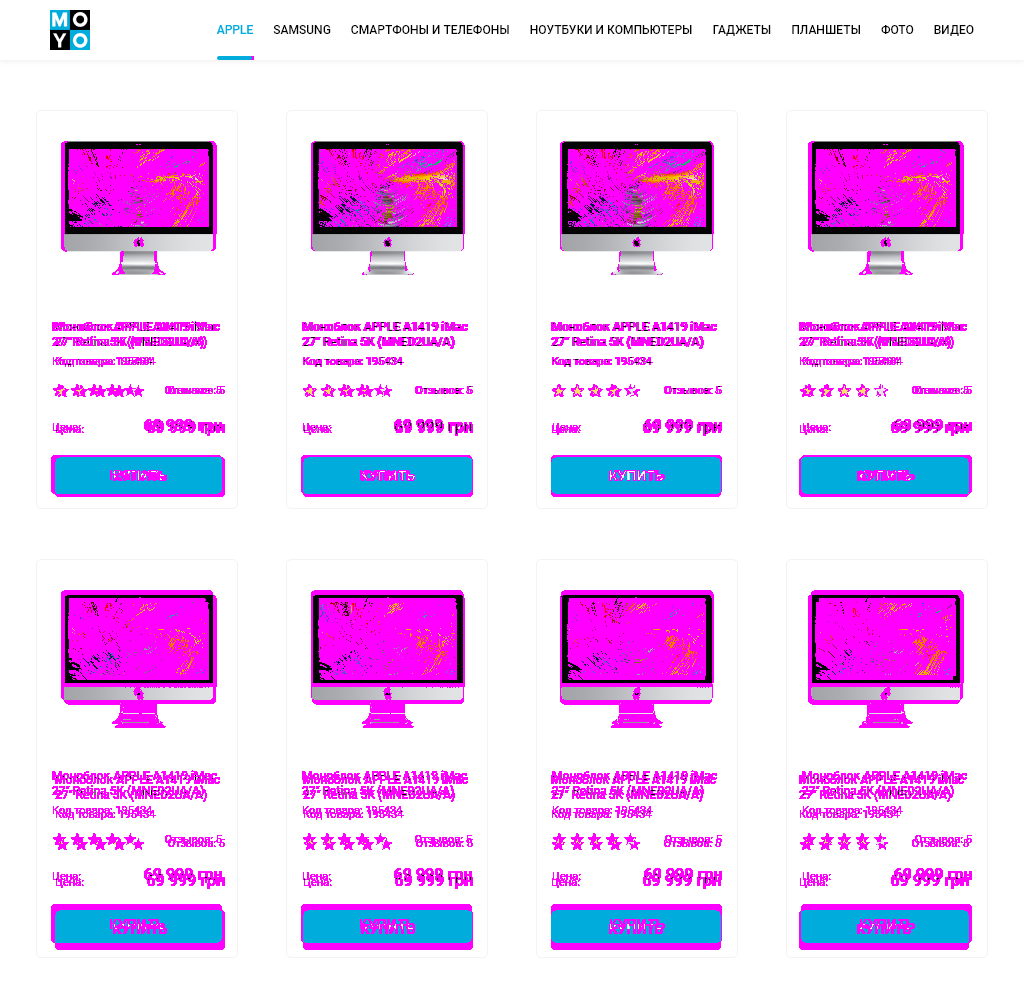 MOYO
APPLE SAMSUNG СМАРТФОНЫ И ТЕЛЕФОНЫ НОУТБУКИ И КОМПЬЮТЕРЫ ГАДЖЕТЫ ПЛАНШЕТЫ ФОТО ВИДЕО
Моноблок APPLE A1419 iMac Моноблок APPLE A1419 iMac Моноблок APPLE A1419 iMac Моноблок APPLE A1419 iMac
27" Retina 5K (MNED2UA/A) 27" Retina 5K (MNED2UA/A) 27" Retina 5K (MNED2UA/A) 27" Retina 5K (MNED2UA/A)
Код товара: 195434 Код товара: 195434 Код товара: 195434 Код товара: 195434
Отзывов: 5 Отзывов: 5 Отзывов: 5 Отзывов: 5
Цена: 69 999 грн Цена: 69 999 грн Цена: 69 999 грн Цена: 69 999 грн
КУПИТЬ КУПИТЬ КУПИТЬ КУПИТЬ
Моноблок APPLE A1419 iMac Моноблок APPLE A1419 iMac Моноблок APPLE A1419 iMac Моноблок APPLE A1419 iMac
27" Retina 5K (MNED2UA/A) 27" Retina 5K (MNED2UA/A) 27" Retina 5K (MNED2UA/A) 27" Retina 5K (MNED2UA/A)
Код товара: 195434 Код товара: 195434 Код товара: 195434 Код товара: 195434
Отзывов: 5 Отзывов: 5 Отзывов: 5 Отзывов: 5
Цена: 69 999 грн Цена: 69 999 грн Цена: 69 999 грн Цена: 69 999 грн
КУПИТЬ КУПИТЬ КУПИТЬ КУПИТЬ